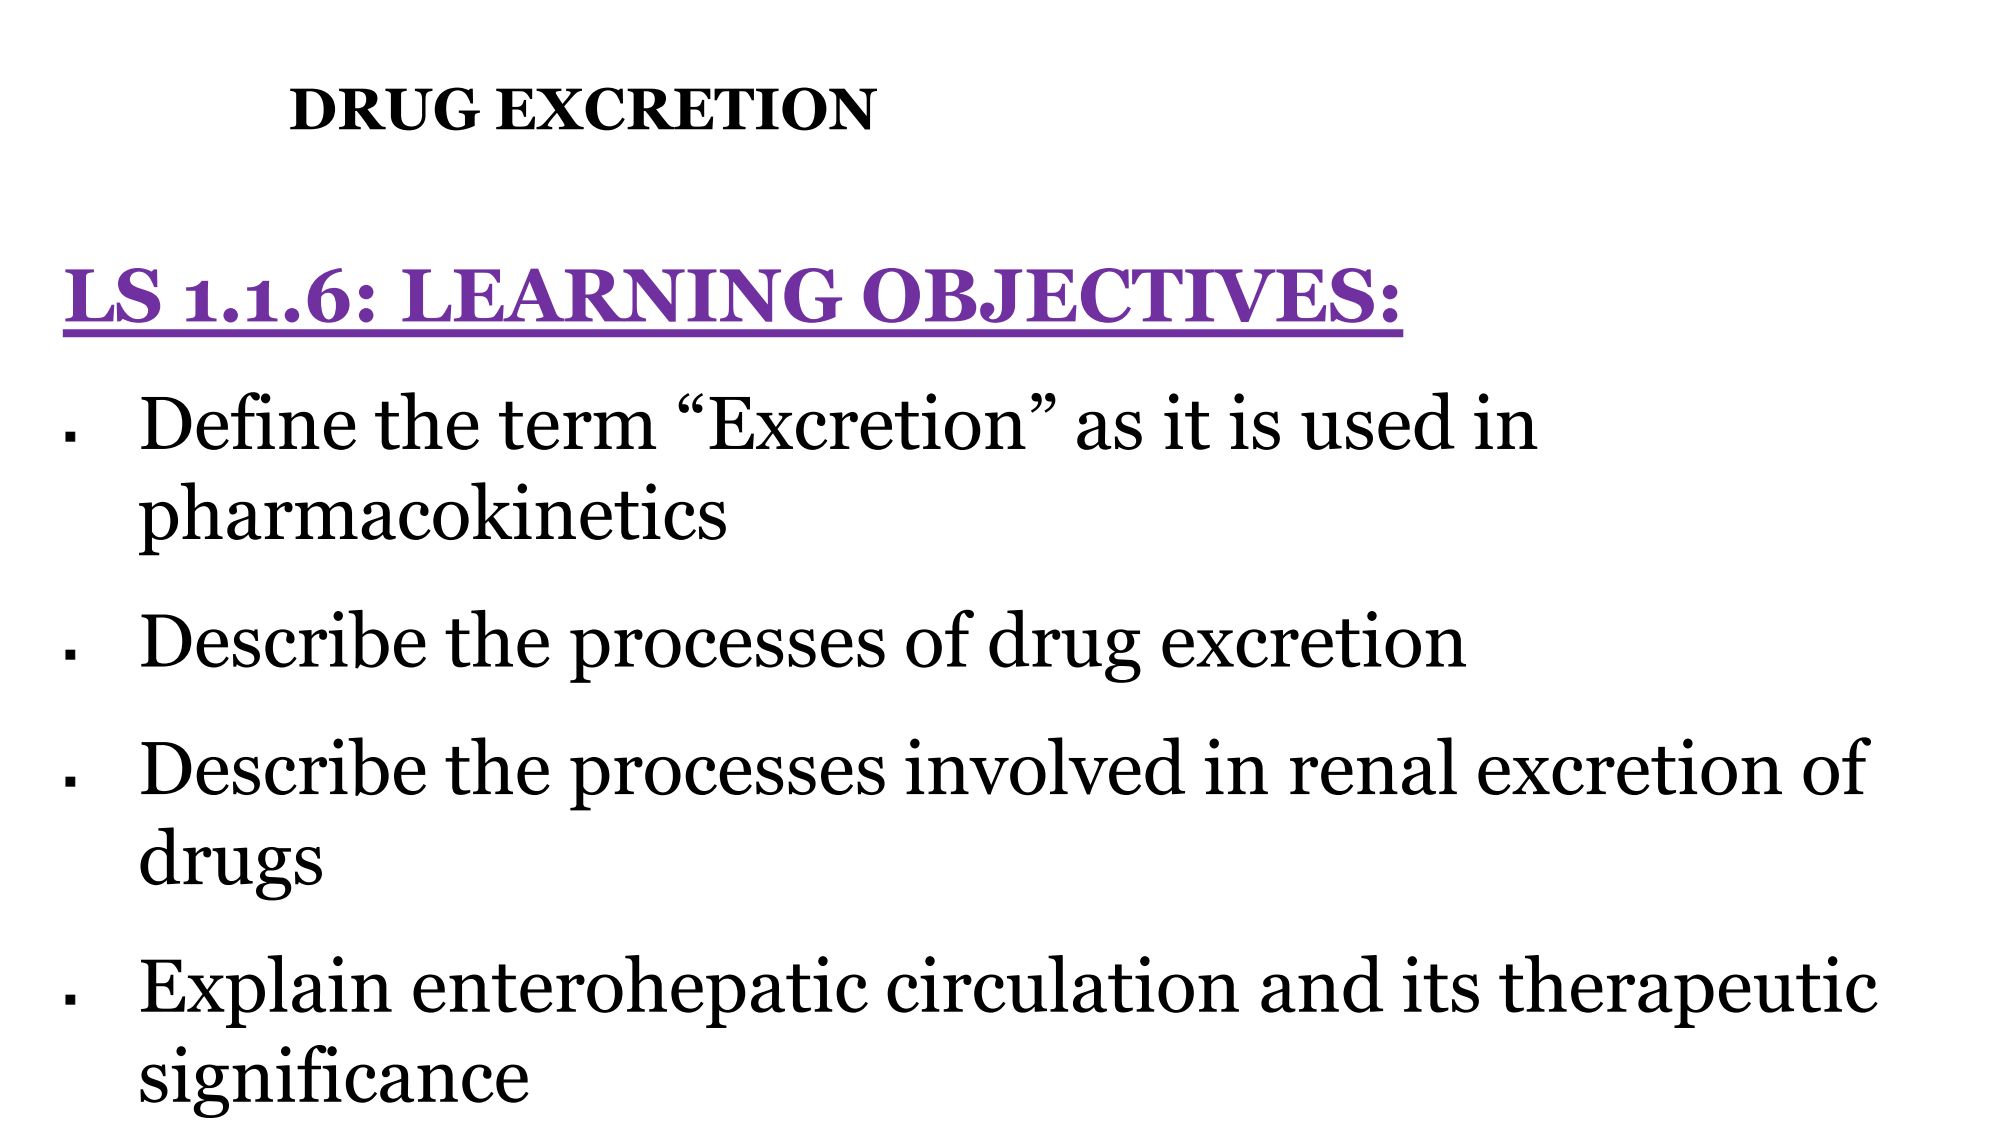 DRUG EXCRETION
LS 1.1.6: LEARNING OBJECTIVES:
▪ Define the term “Excretion” as it is used in
pharmacokinetics
▪ Describe the processes of drug excretion
▪ Describe the processes involved in renal excretion of
drugs
▪ Explain enterohepatic circulation and its therapeutic
significance